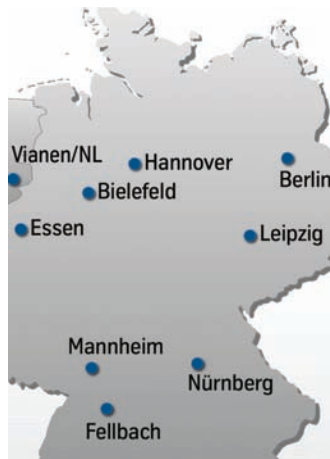 Vianen/NL
Hannover
Berlin
Bielefeld
Essen
Leipzig
Mannheim
Nürnberg
Fellbach